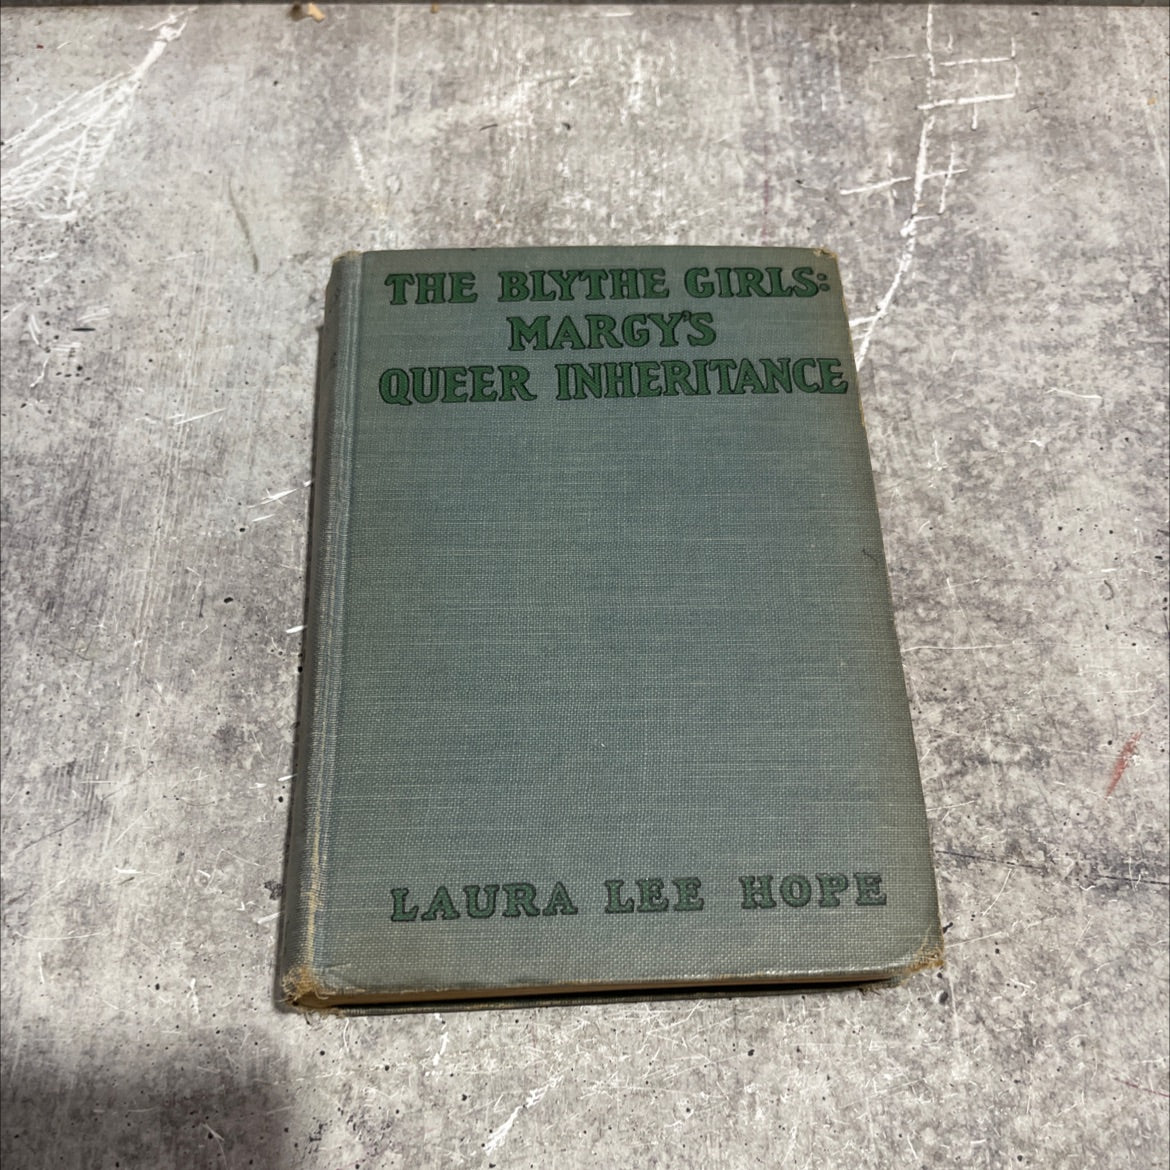 THE BLYTHE GIRLS:
MARGY'S
QUEER INHERITANCE
LAURA LEE HOPE